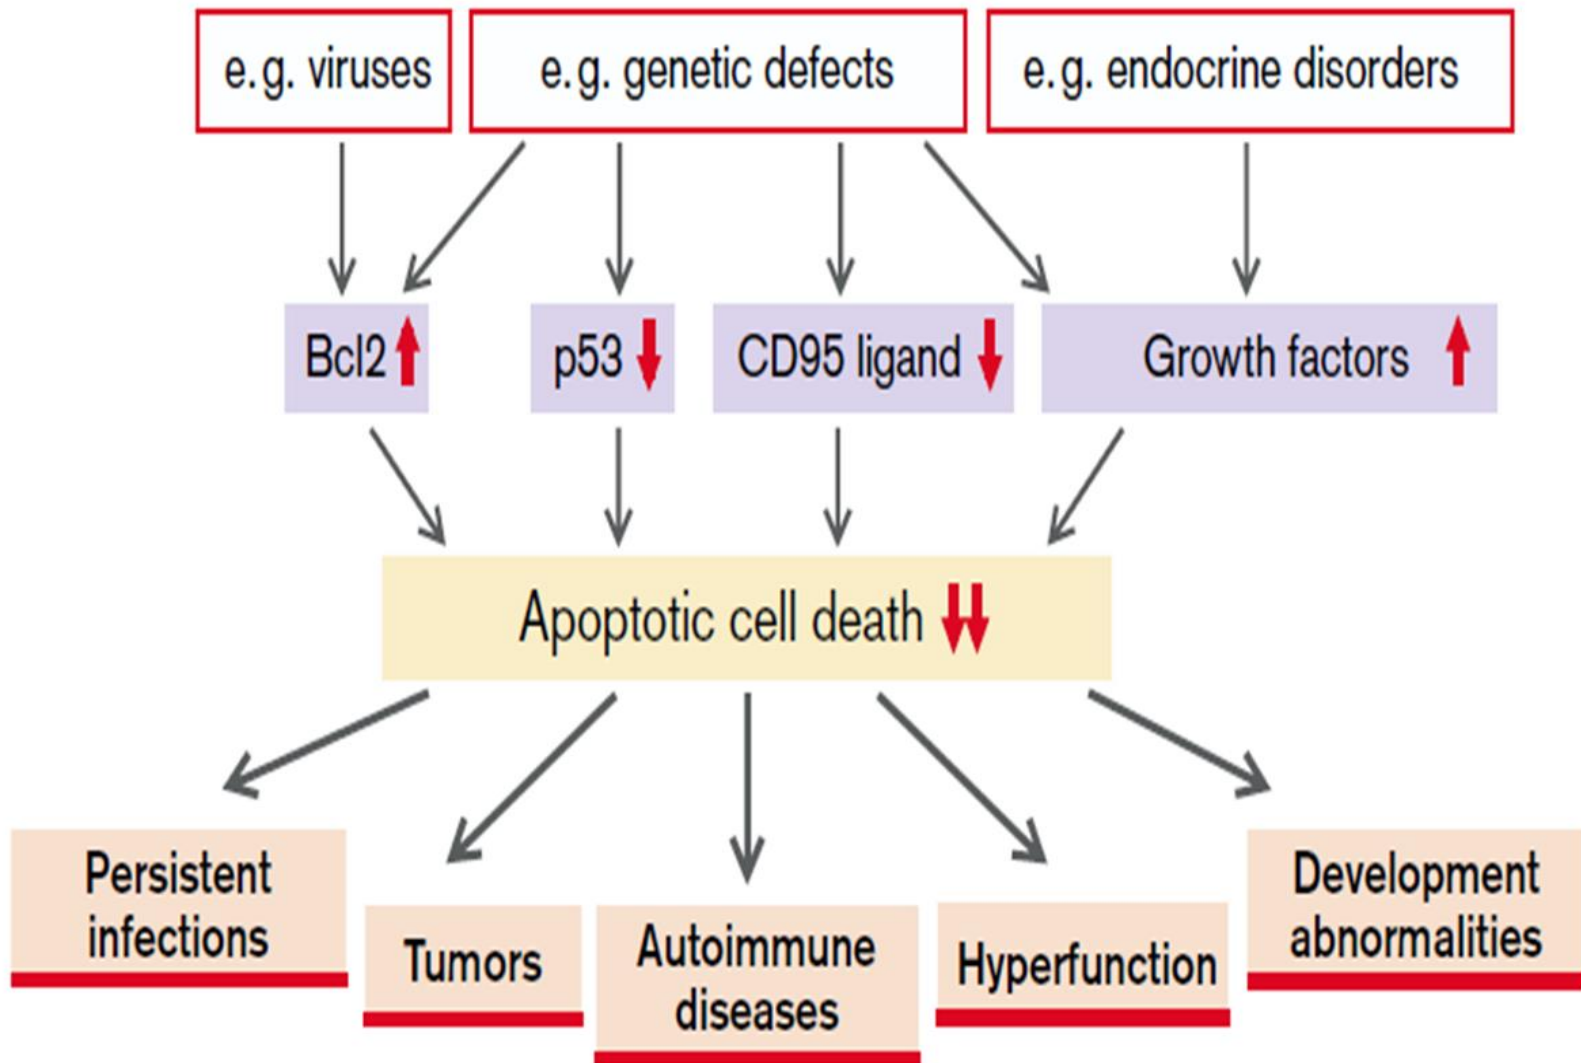 e.g. viruses
e.g. genetic defects
e.g. endocrine disorders
Bcl2
p53
CD95 ligand
Growth factors
Apoptotic cell death
Persistent
infections
Tumors
Autoimmune
diseases
Hyperfunction
Development
abnormalities